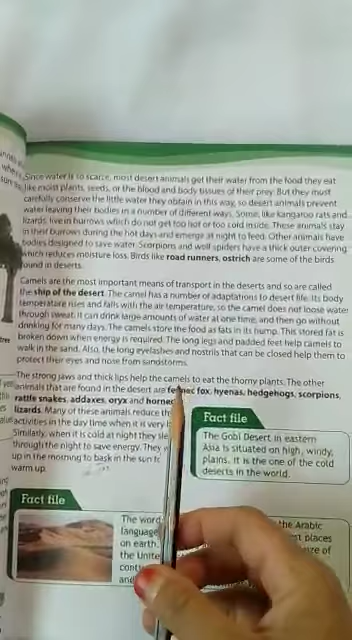 Since water is so scarce, most desert animals get their water from the food they eat
like moist plants, seeds, or the blood and body tissues of their prey. But they must
carefully conserve the little water they obtain in this way, so desert animals prevent
water leaving their bodies in a number of different ways. Some, like kangaroo rats and
lizards, live in burrows which do not get too hot or too cold inside. These animals stay
in their burrows during the hot days and emerge at night to feed. Other animals have
bodies designed to save water. Scorpions and wolf spiders have a thick outer covering
which reduces moisture loss. Birds like road runners, ostrich are some of the birds
found in deserts.
Camels are the most important means of transport in the deserts and so are called
the ship of the desert. The camel has a number of adaptations to desert life. Its body
temperature rises and falls with the air temperature, so the camel does not loose water
through sweat. It can drink large amounts of water at one time, and then go without
drinking for many days. The camels store the food as fats in its hump. This stored fat is
broken down when energy is required. The long legs and padded feet help camels to
walk in the sand. Also, the long eyelashes and nostrils that can be closed help them to
protect their eyes and nose from sandstorms.
The strong jaws and thick lips help the camels to eat the thorny plants. The other
animals that are found in the desert are fennec fox, hyenas, hedgehogs, scorpions,
rattle snakes, addaxes, oryx and horned
lizards. Many of these animals reduce
activities in the day time when it is very
Similarly, when it is cold at night they
through the night to save energy. They
up in the morning to bask in the sun
warm up.
Fact file
The Gobi Desert in eastern
Asia is situated on high, windy,
plains. It is one of the cold
deserts in the world.
Fact file
The word
language
on earth.
the
and
the Arabic
places
of